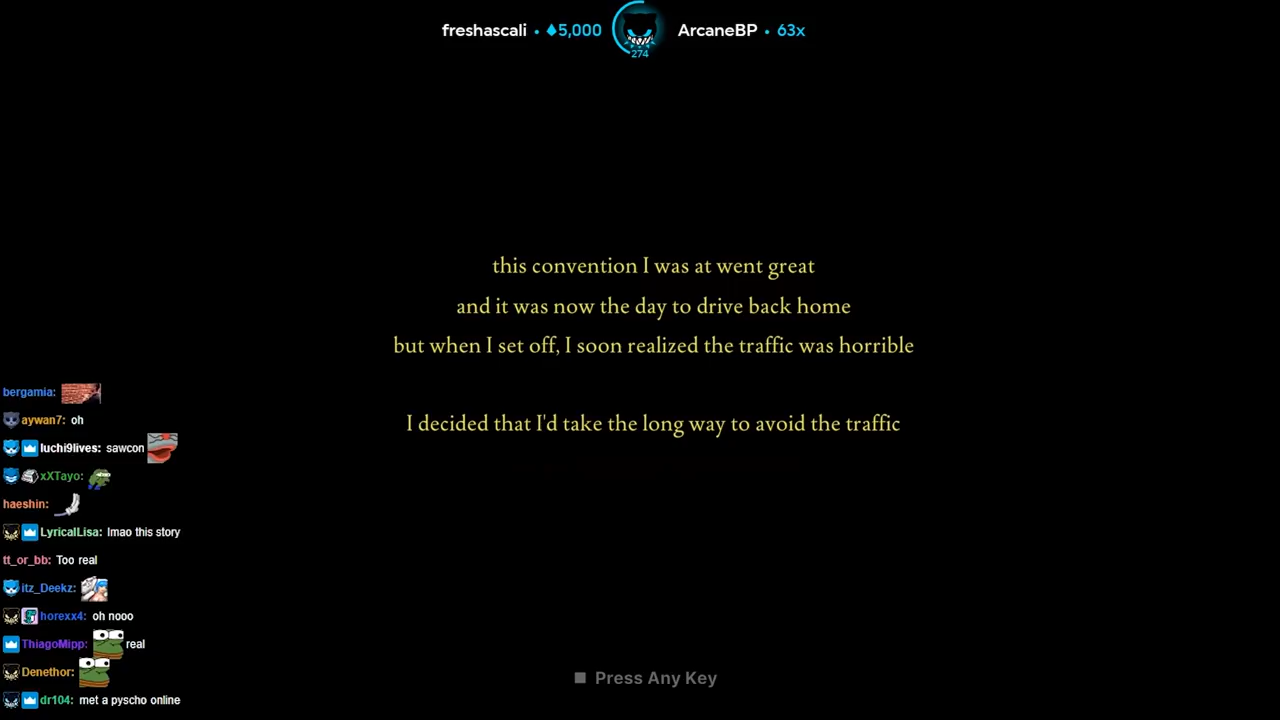 freshascali • 5,000
274
ArcaneBP • 63x
this convention I was at went great
and it was now the day to drive back home
but when I set off, I soon realized the traffic was horrible
I decided that I'd take the long way to avoid the traffic
bergamia:
aywan7: oh
luchi9lives: sawcon
xXTayo:
haeshin:
LyricalLisa: lmao this story
tt_or_bb: Too real
itz_Deekz:
horexx4: oh nooo
ThiagoMipp: real
Denethor:
dr104: met a pyscho online
Press Any Key